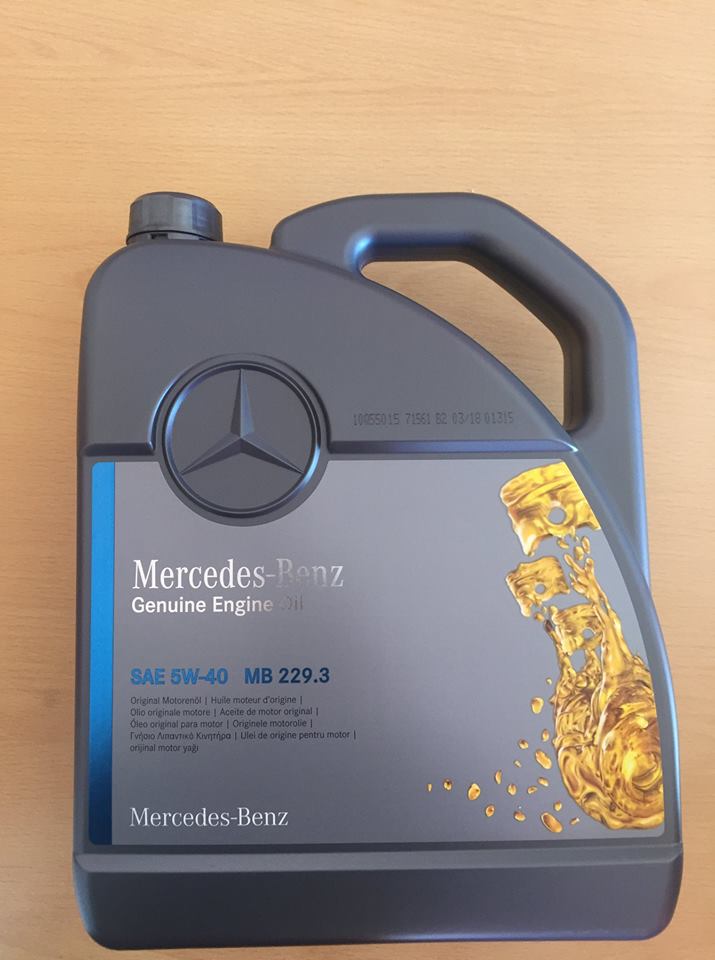 10Q55015 71561 B2 03/18 01315
Mercedes-Benz
Genuine Engine Oil
SAE 5W-40 MB 229.3
Original Motorenöl | Huile moteur d'origine |
Olio originale motore | Aceite de motor original |
Óleo original para motor | Originele motorolie |
Γνήσιο Λιπαντικό Κινητήρα | Ulei de origine pentru motor |
orijinal motor yağı
Mercedes-Benz